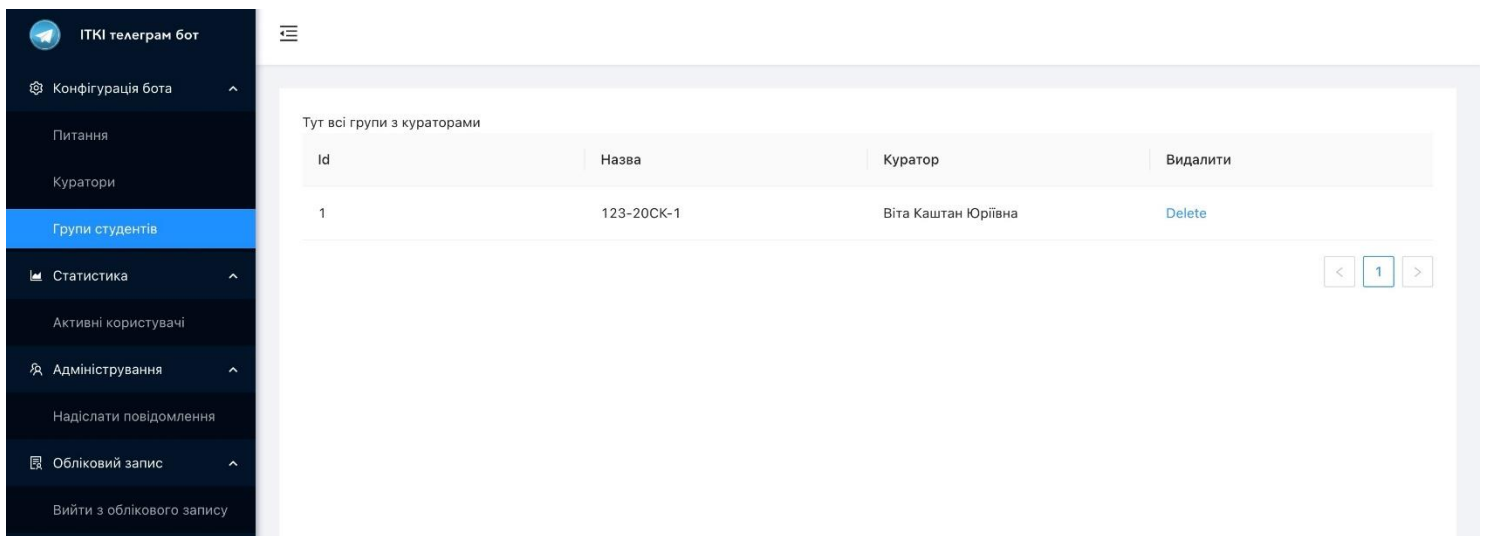 ІТКІ телеграм бот
Конфігурація бота
Питання
Куратори
Групи студентів
Статистика
Активні користувачі
Адміністрування
Надіслати повідомлення
Обліковий запис
Вийти з облікового запису
Тут всі групи з кураторами
Id Назва Куратор Видалити
1 123-20СК-1 Віта Каштан Юріївна Delete
< 1 >